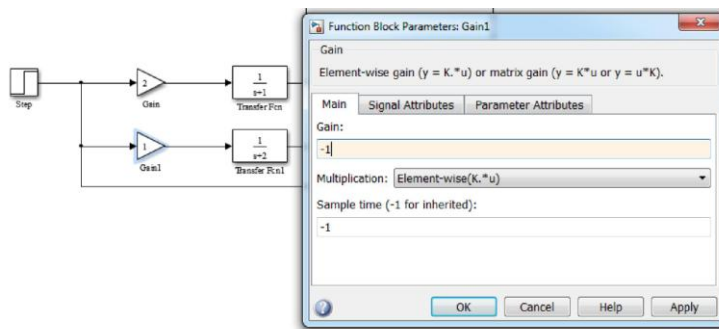 Step
2
Gain
1
s+1
Transfer Fcn
1
Gain1
1
s+2
Transfer Fcn1
Function Block Parameters: Gain1
Gain
Element-wise gain (y = K.*u) or matrix gain (y = K*u or y = u*K).
Main Signal Attributes Parameter Attributes
Gain:
-1
Multiplication: Element-wise(K.*u)
Sample time (-1 for inherited):
-1
OK Cancel Help Apply